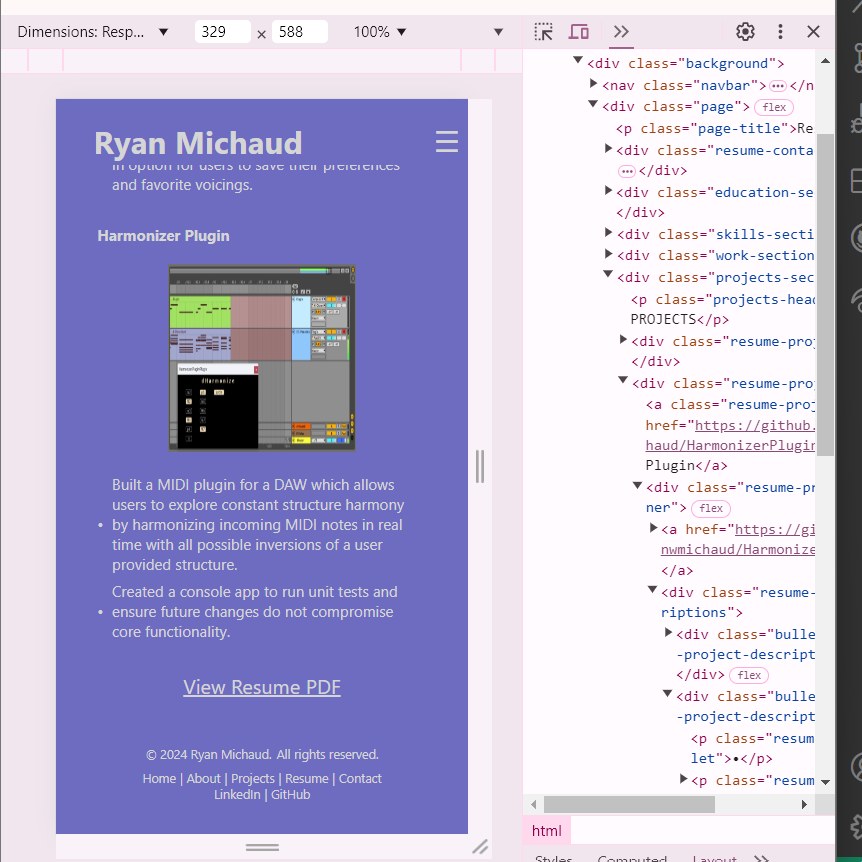 Dimensions: Resp... ▼ 329 × 588 100% ▼ ▼
Ryan Michaud
in option for users to save their preferences
and favorite voicings.
Harmonizer Plugin
dHarmonize
Built a MIDI plugin for a DAW which allows
users to explore constant structure harmony
• by harmonizing incoming MIDI notes in real
time with all possible inversions of a user
provided structure.
Created a console app to run unit tests and
• ensure future changes do not compromise
core functionality.
View Resume PDF
© 2024 Ryan Michaud. All rights reserved.
Home | About | Projects | Resume | Contact
LinkedIn | GitHub
<div class="background">
<nav class="navbar"> ... </n
<div class="page"> flex
<p class="page-title">Re
<div class="resume-conta
... </div>
<div class="education-se
</div>
<div class="skills-secti
<div class="work-section
<div class="projects-sec
<p class="projects-head
PROJECTS</p>
<div class="resume-proj
</div>
<div class="resume-proj
<a class="resume-proj
href="https://github.
haud/HarmonizerPlugin
Plugin</a>
<div class="resume-pr
ner"> flex
<a href="https://gi
nwmichaud/Harmonize
</a>
<div class="resume-
riptions">
<div class="bulle
-project-descript
</div> flex
<div class="bulle
-project-descript
<p class="resum
let">•</p>
<p class="resum
html
Styles Computed Layout